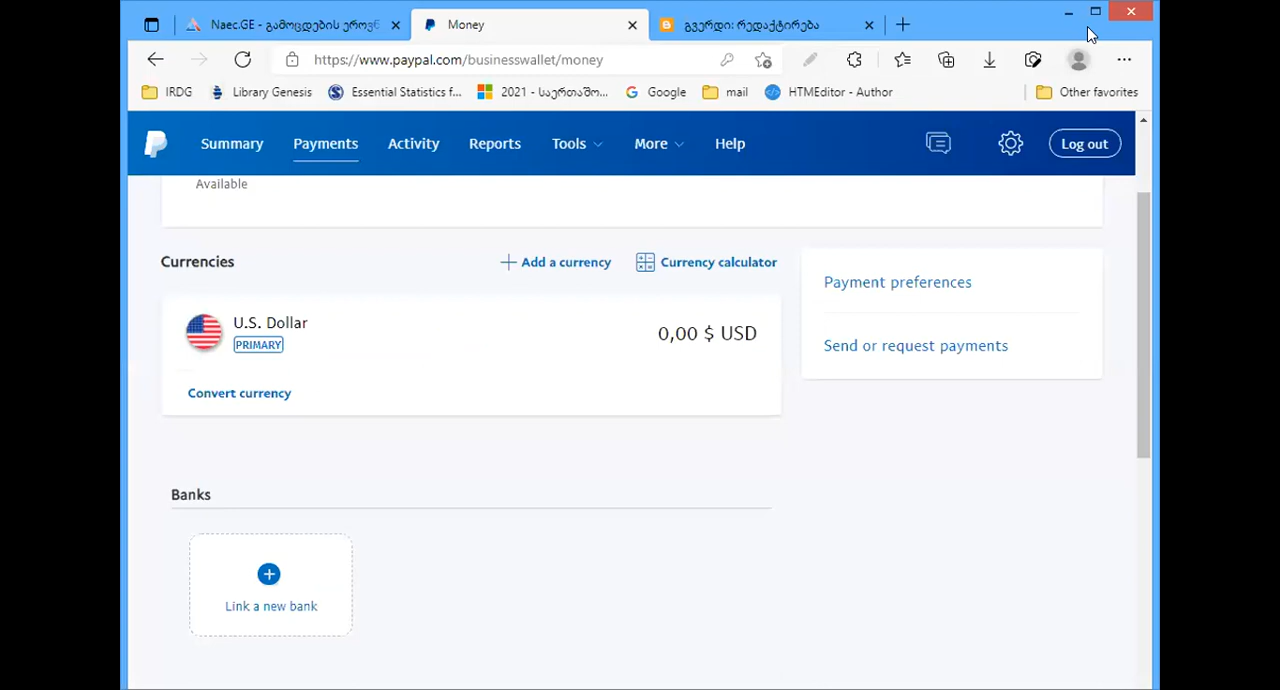 Naec.GE - გამოცდების ეროვნ
Money
გვერდი: რედაქტირება
https://www.paypal.com/businesswallet/money
IRDG
Library Genesis
Essential Statistics f...
2021 - საერთაშო...
Google
mail
HTMEditor - Author
Other favorites
Summary
Payments
Activity
Reports
Tools
More
Help
Log out
Available
Currencies
Add a currency
Currency calculator
U.S. Dollar
PRIMARY
0,00 $ USD
Convert currency
Payment preferences
Send or request payments
Banks
Link a new bank